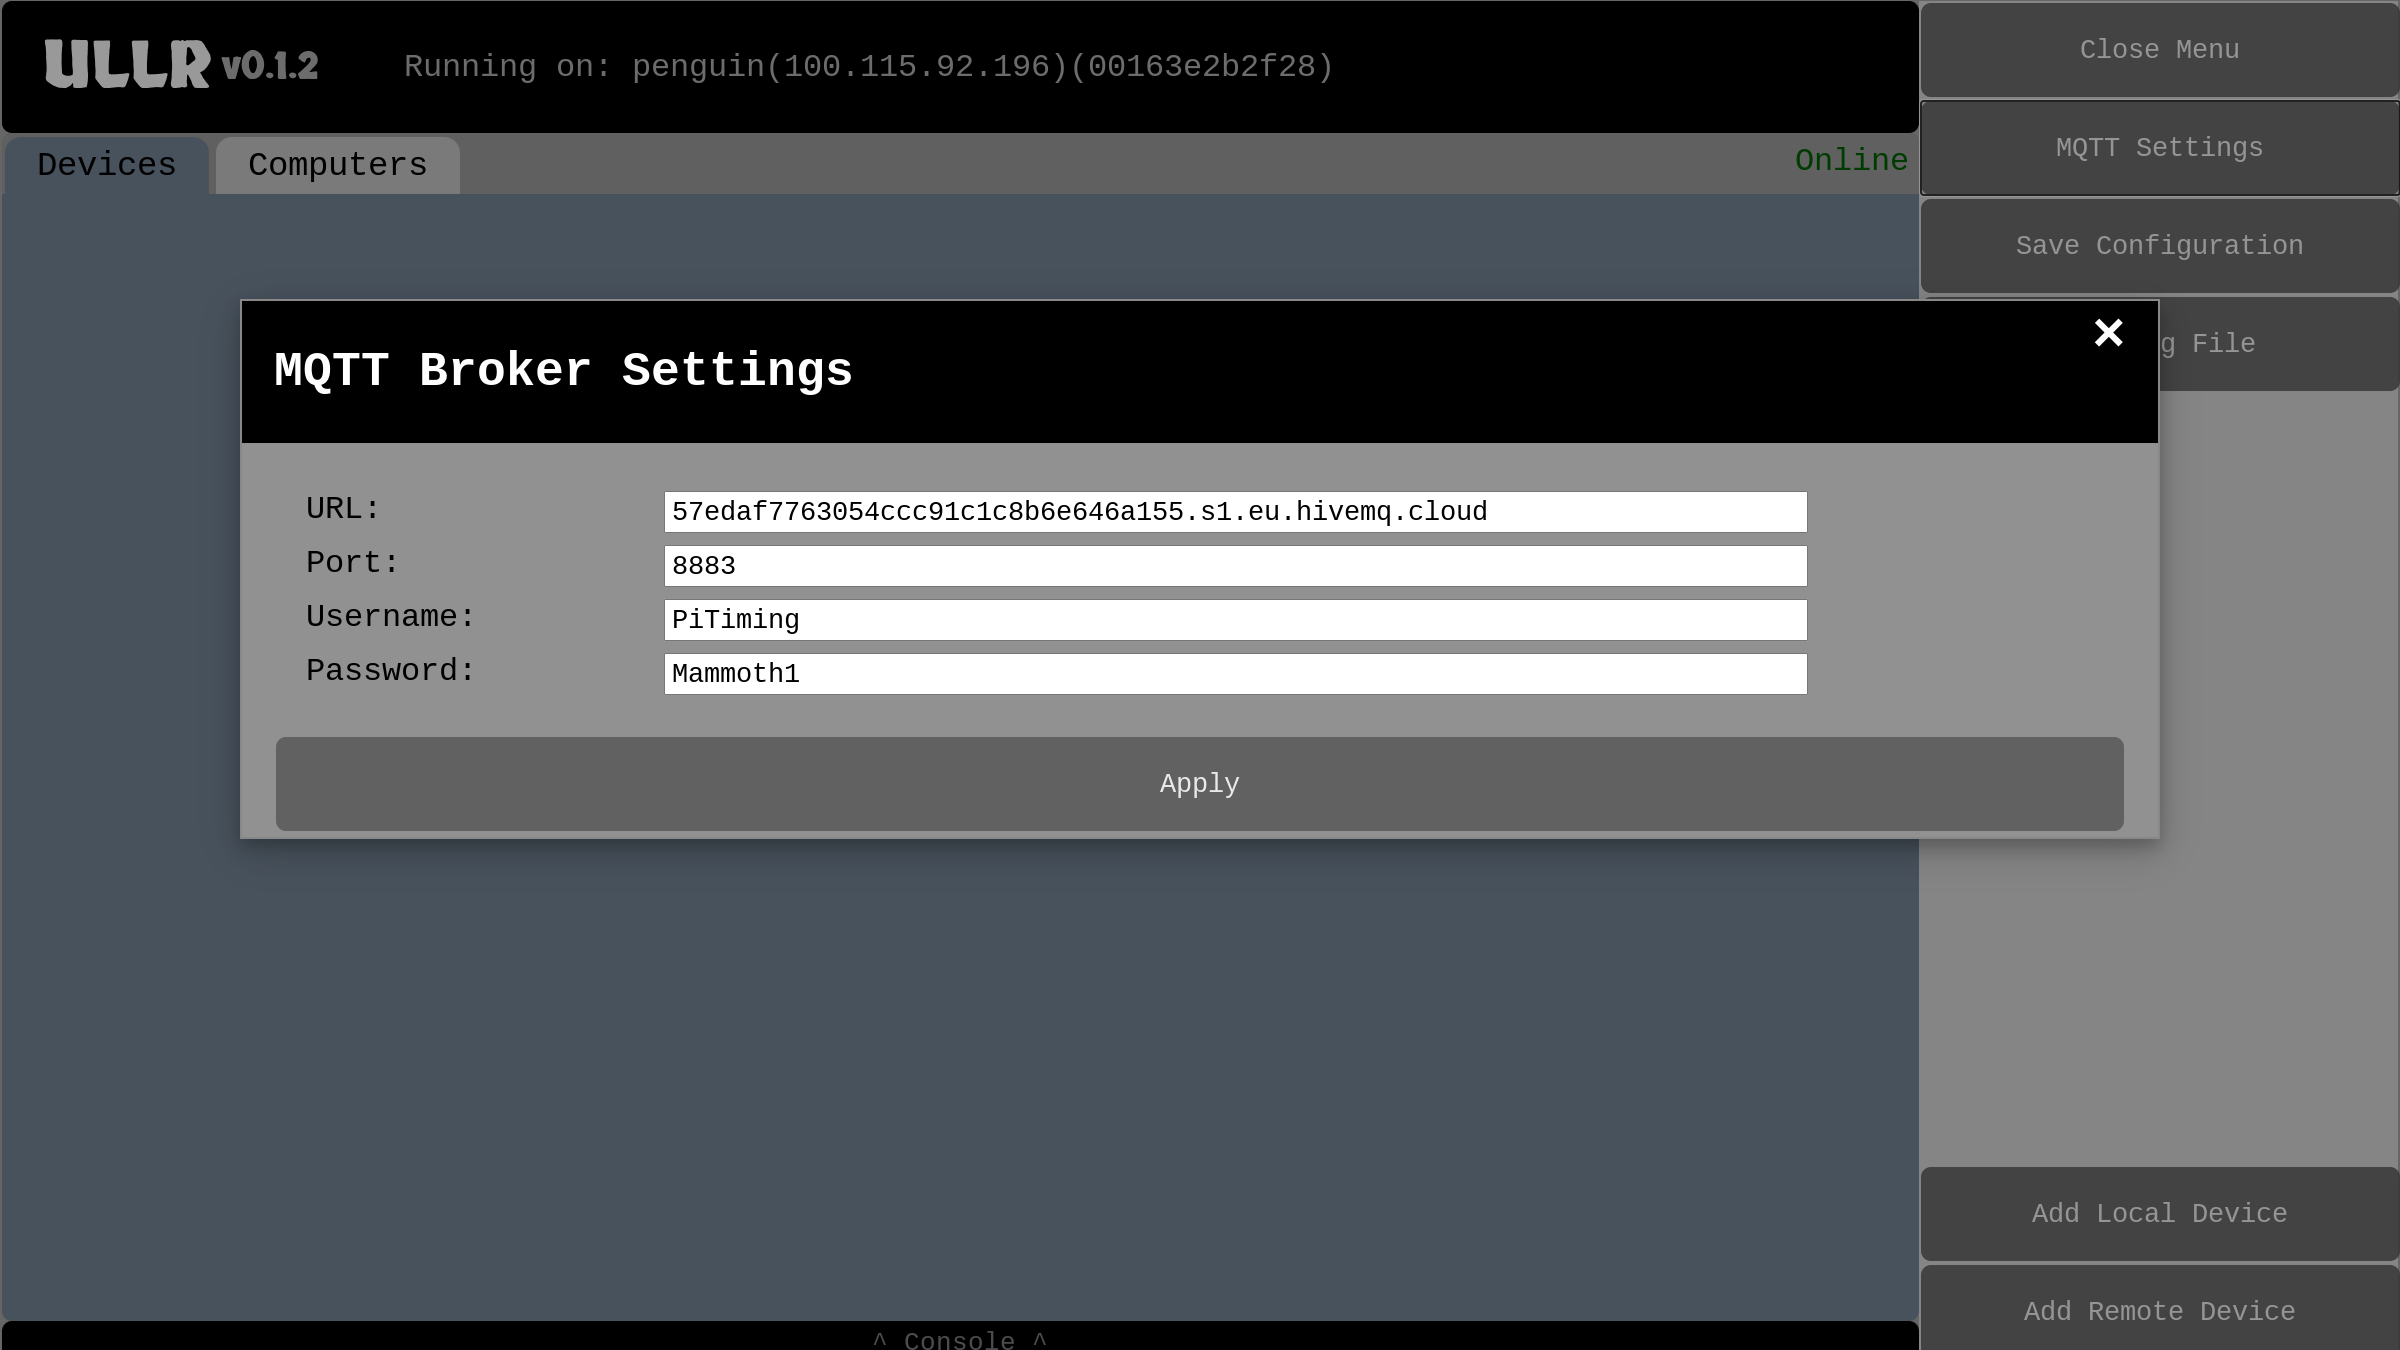 ULLR v0.1.2
Running on: penguin(100.115.92.196)(00163e2b2f28)
Close Menu
MQTT Settings
Save Configuration
g File
Devices
Computers
Online
MQTT Broker Settings
×
URL:
57edaf7763054ccc91c1c8b6e646a155.s1.eu.hivemq.cloud
Port:
8883
Username:
PiTiming
Password:
Mammoth1
Apply
Add Local Device
Add Remote Device
^ Console ^